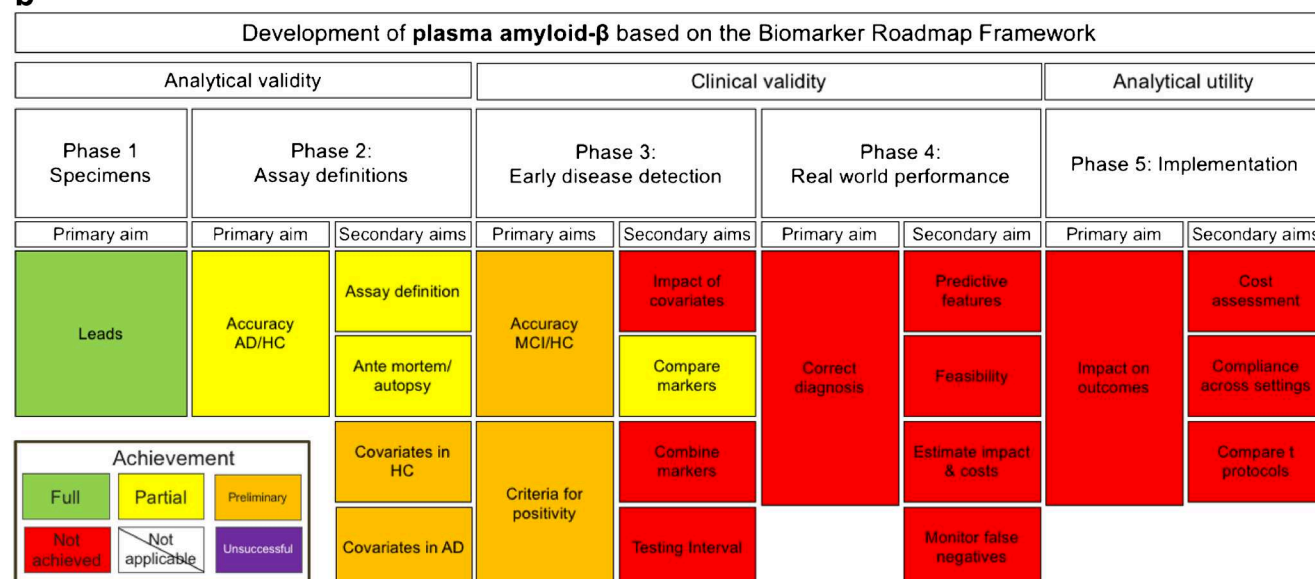 b
Development of plasma amyloid-β based on the Biomarker Roadmap Framework
Analytical validity
Clinical validity
Analytical utility
Phase 1
Specimens
Phase 2:
Assay definitions
Phase 3:
Early disease detection
Phase 4:
Real world performance
Phase 5: Implementation
Primary aim
Primary aim
Secondary aims
Primary aims
Secondary aims
Primary aim
Secondary aim
Primary aim
Secondary aims
Leads
Accuracy
AD/HC
Assay definition
Ante mortem/
autopsy
Covariates in
HC
Covariates in AD
Accuracy
MCI/HC
Criteria for
positivity
Impact of
covariates
Compare
markers
Combine
markers
Testing Interval
Correct
diagnosis
Predictive
features
Feasibility
Estimate impact
& costs
Monitor false
negatives
Impact on
outcomes
Cost
assessment
Compliance
across settings
Compare t
protocols
Achievement
Full
Partial
Preliminary
Not
achieved
Not
applicable
Unsuccessful